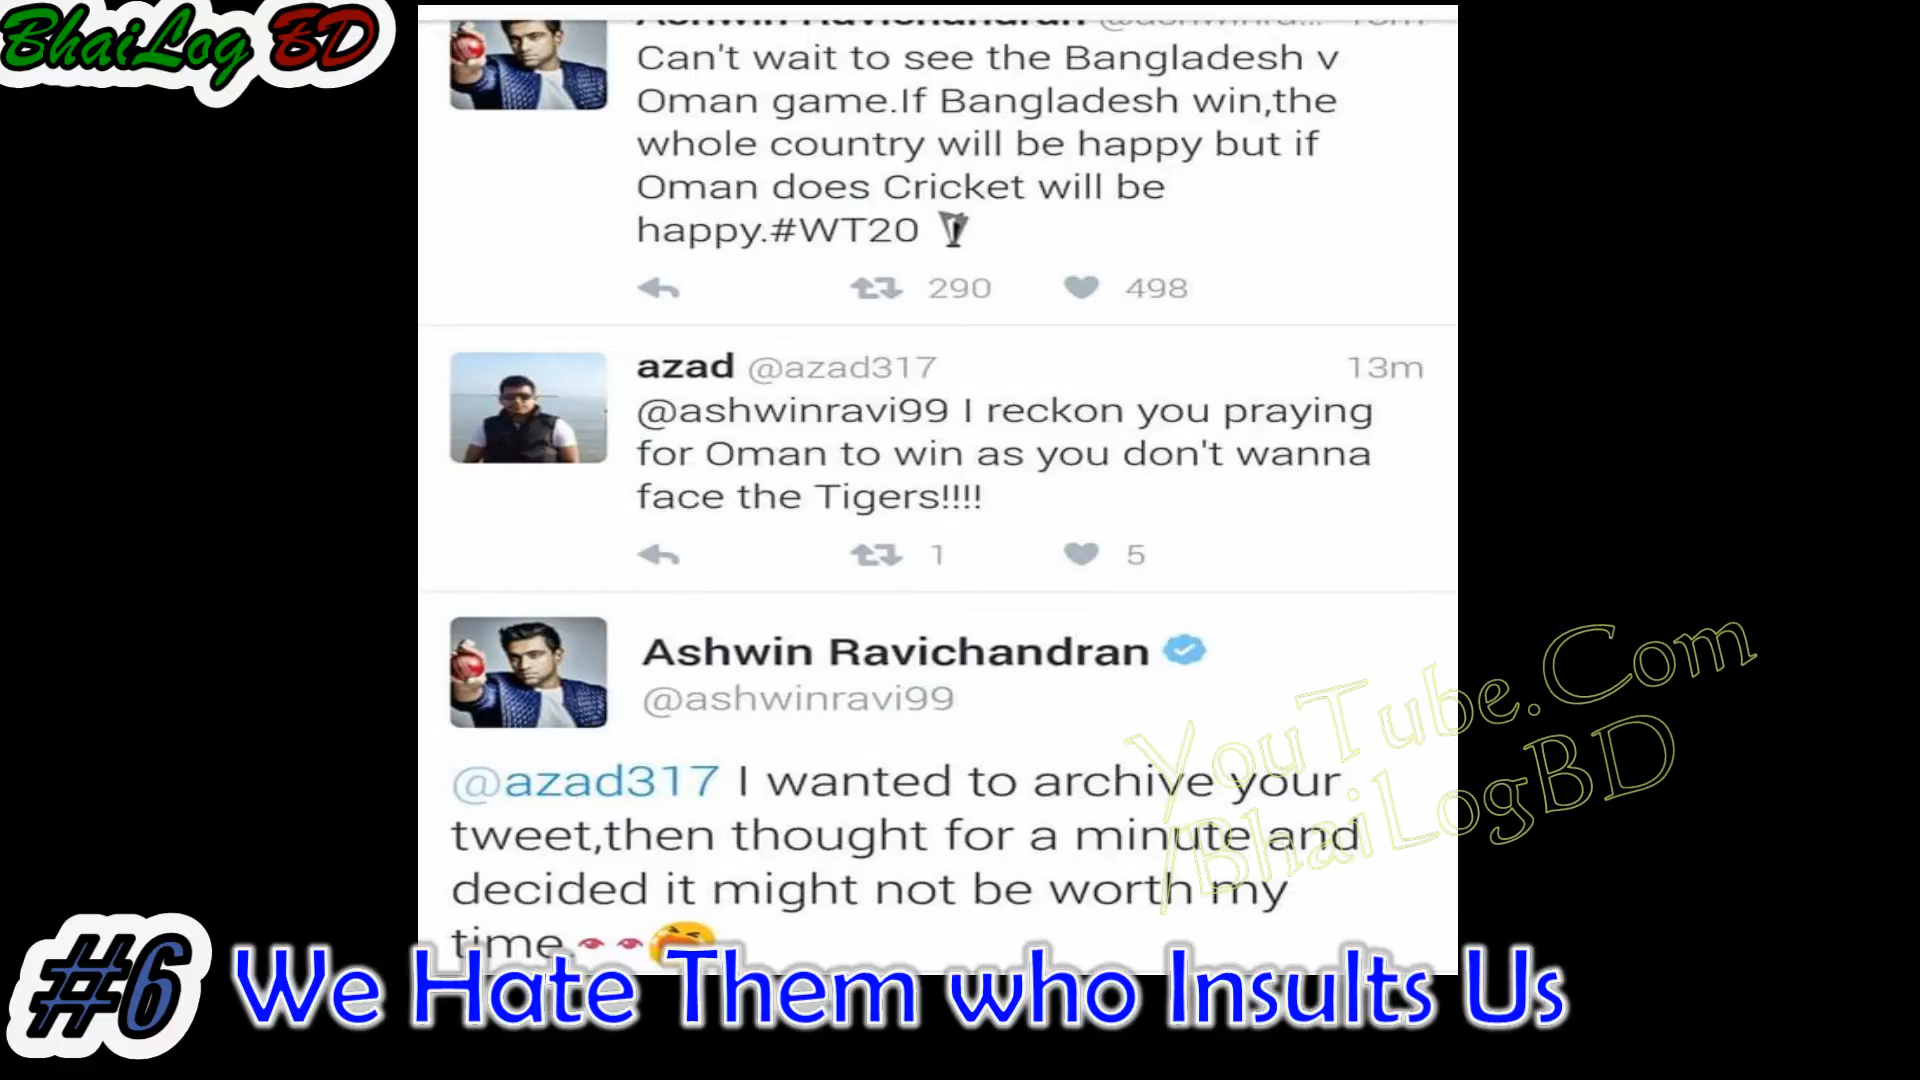 BhaiLog BD
Ashwin Ravichandran
Can't wait to see the Bangladesh v
Oman game.If Bangladesh win,the
whole country will be happy but if
Oman does Cricket will be
happy.#WT20
290 498
azad @azad317 13m
@ashwinravi99 I reckon you praying
for Oman to win as you don't wanna
face the Tigers!!!!
1 5
Ashwin Ravichandran
@ashwinravi99
@azad317 I wanted to archive your
tweet,then thought for a minute and
decided it might not be worth my
time.
YouTube.Com
/BhaiLogBD
#6 We Hate Them who Insults Us